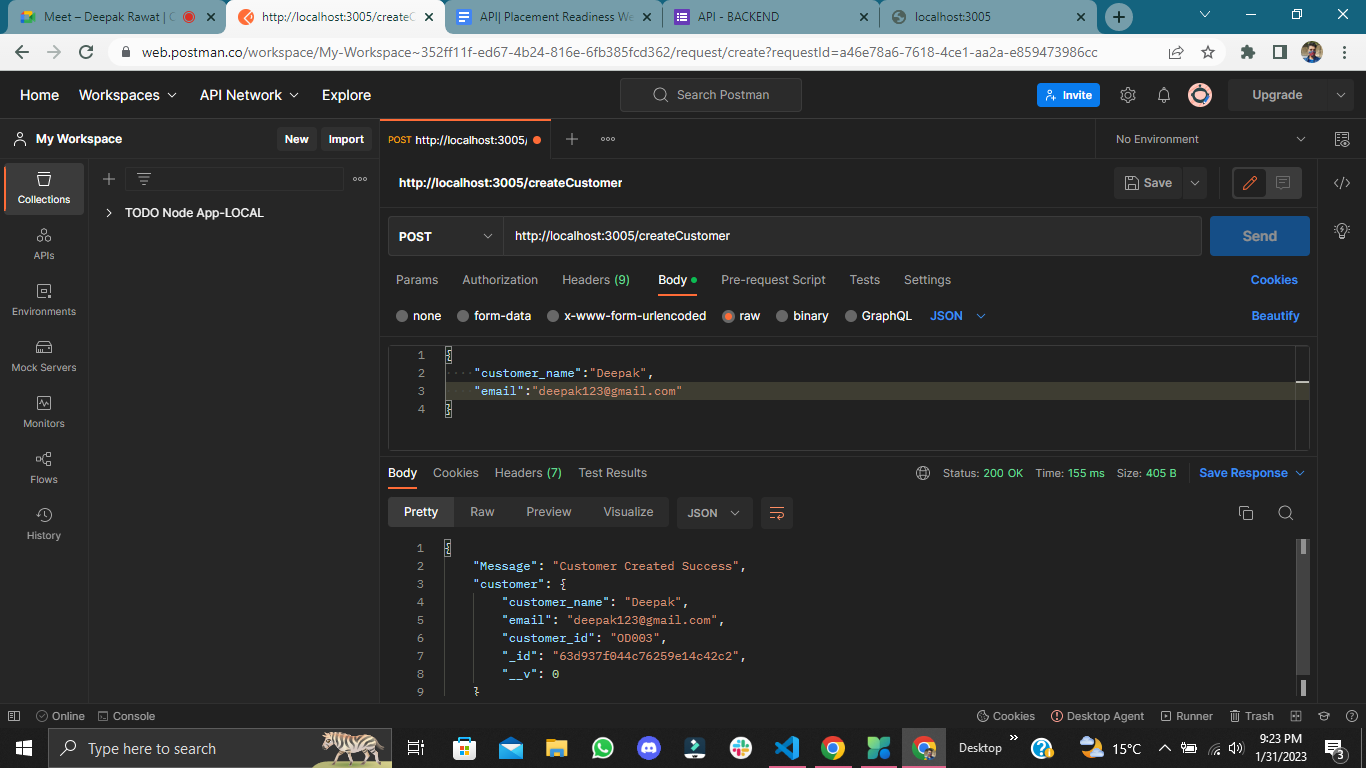 Meet – Deepak Rawat | C
http://localhost:3005/createC
API| Placement Readiness We
API - BACKEND
localhost:3005
web.postman.co/workspace/My-Workspace~352ff11f-ed67-4b24-816e-6fb385fcd362/request/create?requestId=a46e78a6-7618-4ce1-aa2a-e859473986cc
Home Workspaces API Network Explore Search Postman Invite Upgrade
My Workspace New Import
POST http://localhost:3005/ No Environment
Collections
APIs
Environments
Mock Servers
Monitors
Flows
History
TODO Node App-LOCAL
http://localhost:3005/createCustomer Save
POST http://localhost:3005/createCustomer Send
Params Authorization Headers (9) Body Pre-request Script Tests Settings Cookies
none form-data x-www-form-urlencoded raw binary GraphQL JSON Beautify
1 {
2 "customer_name":"Deepak",
3 "email":"deepak123@gmail.com"
4 }
Body Cookies Headers (7) Test Results Status: 200 OK Time: 155 ms Size: 405 B Save Response
Pretty Raw Preview Visualize JSON
1 {
2 "Message": "Customer Created Success",
3 "customer": {
4 "customer_name": "Deepak",
5 "email": "deepak123@gmail.com",
6 "customer_id": "OD003",
7 "_id": "63d937f044c76259e14c42c2",
8 "__v": 0
9 }
Online Console Cookies Desktop Agent Runner Trash
Type here to search Desktop » 15°C 9:23 PM
1/31/2023
3